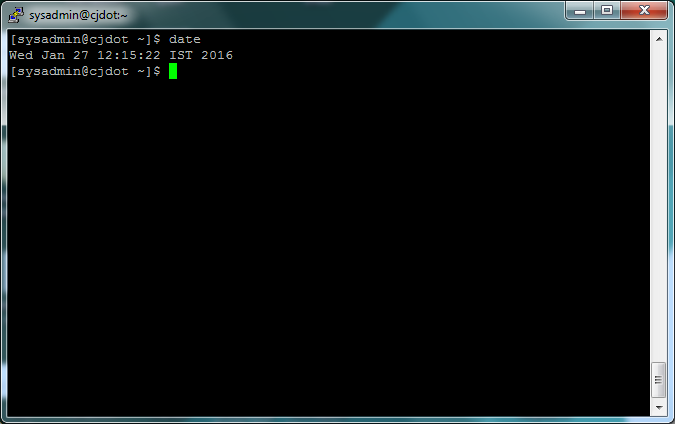 sysadmin@cjdot:~
[sysadmin@cjdot ~]$ date
Wed Jan 27 12:15:22 IST 2016
[sysadmin@cjdot ~]$